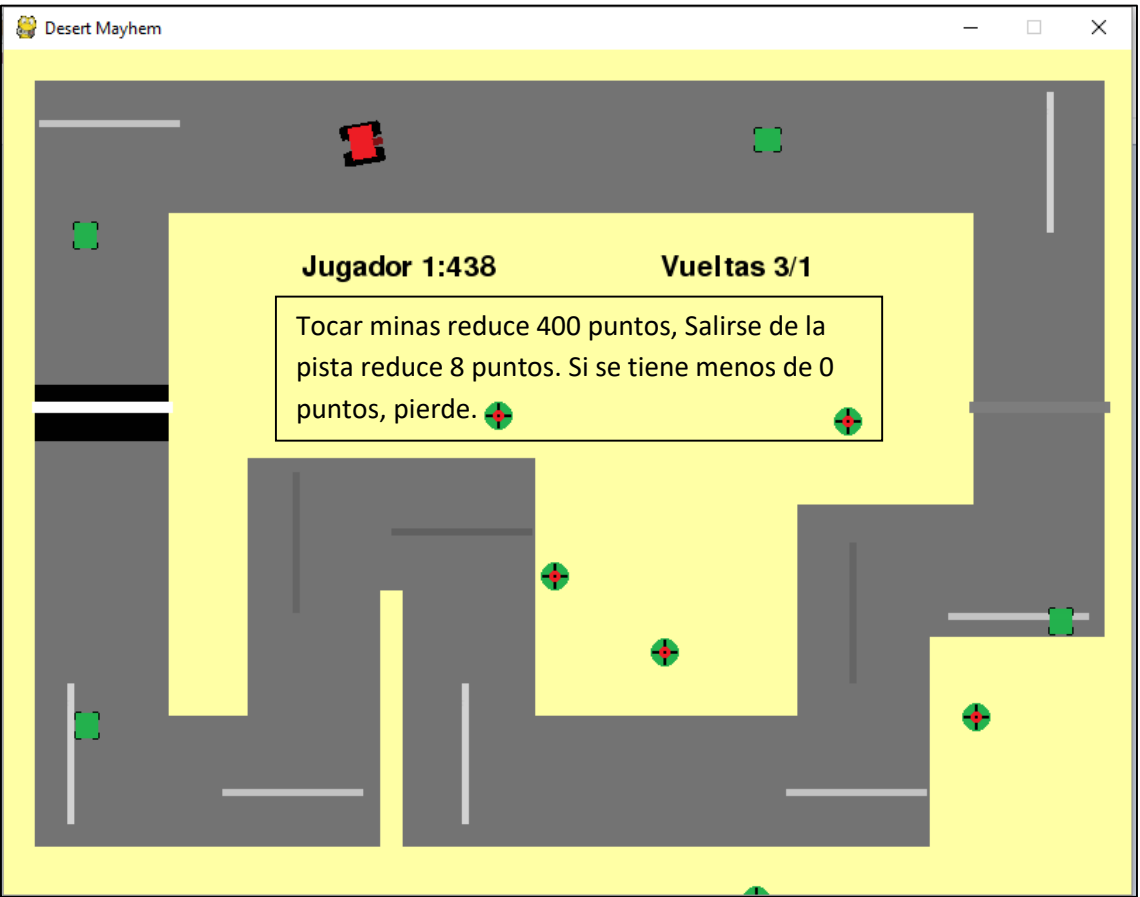 Desert Mayhem
Jugador 1:438
Vueltas 3/1
Tocar minas reduce 400 puntos, Salirse de la
pista reduce 8 puntos. Si se tiene menos de 0
puntos, pierde.